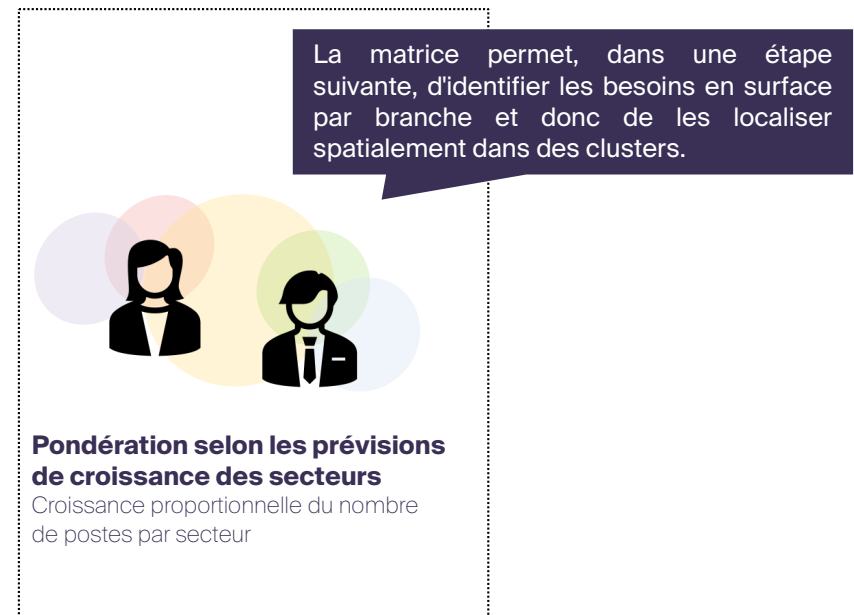 La matrice permet, dans une étape
suivante, d'identifier les besoins en surface
par branche et donc de les localiser
spatialement dans des clusters.
Pondération selon les prévisions
de croissance des secteurs
Croissance proportionnelle du nombre
de postes par secteur